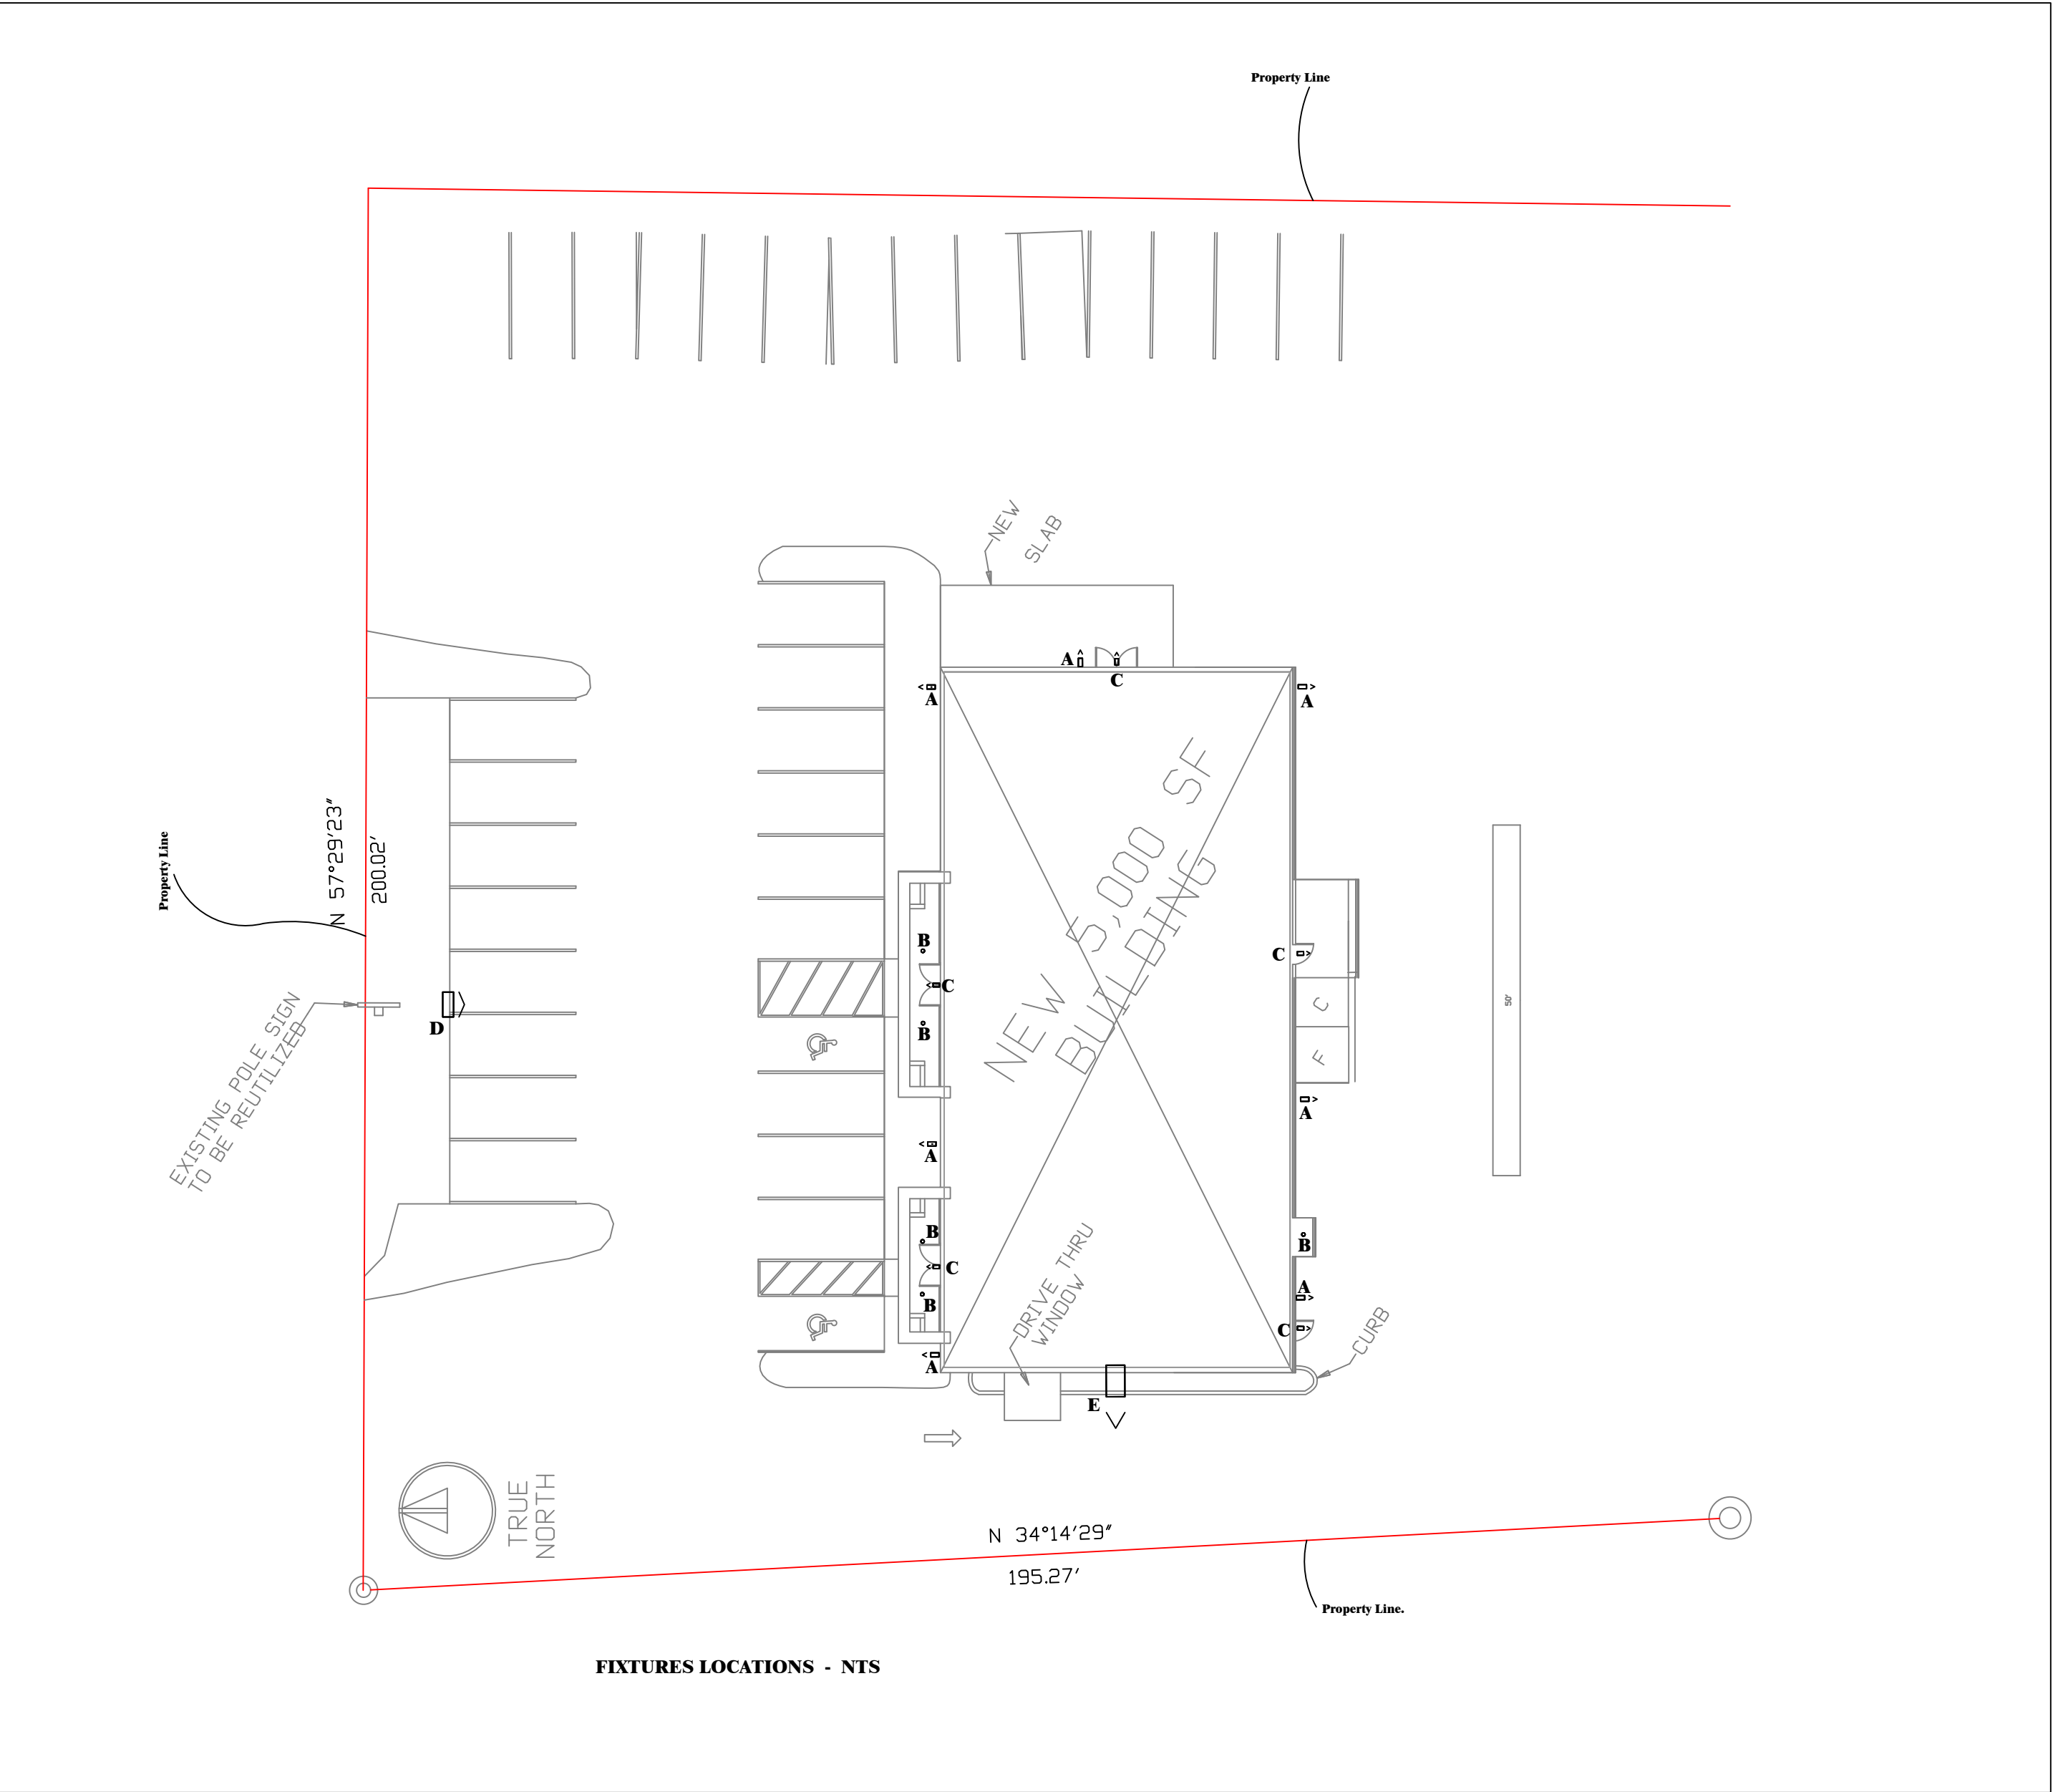 Property Line
NEW
SLAB
A
C
A
A
Property Line
N 57°29'23"
200.02'
NEW 5,000 SF
BUILDING
50'
B
C
C
B
C
F
EXISTING POLE SIGN
TO BE REUTILIZED
D
A
A
B
B
C
B
A
C
A
DRIVE THRU
WINDOW
CURB
E
TRUE
NORTH
N 34°14'29"
195.27'
Property Line.
FIXTURES LOCATIONS - NTS